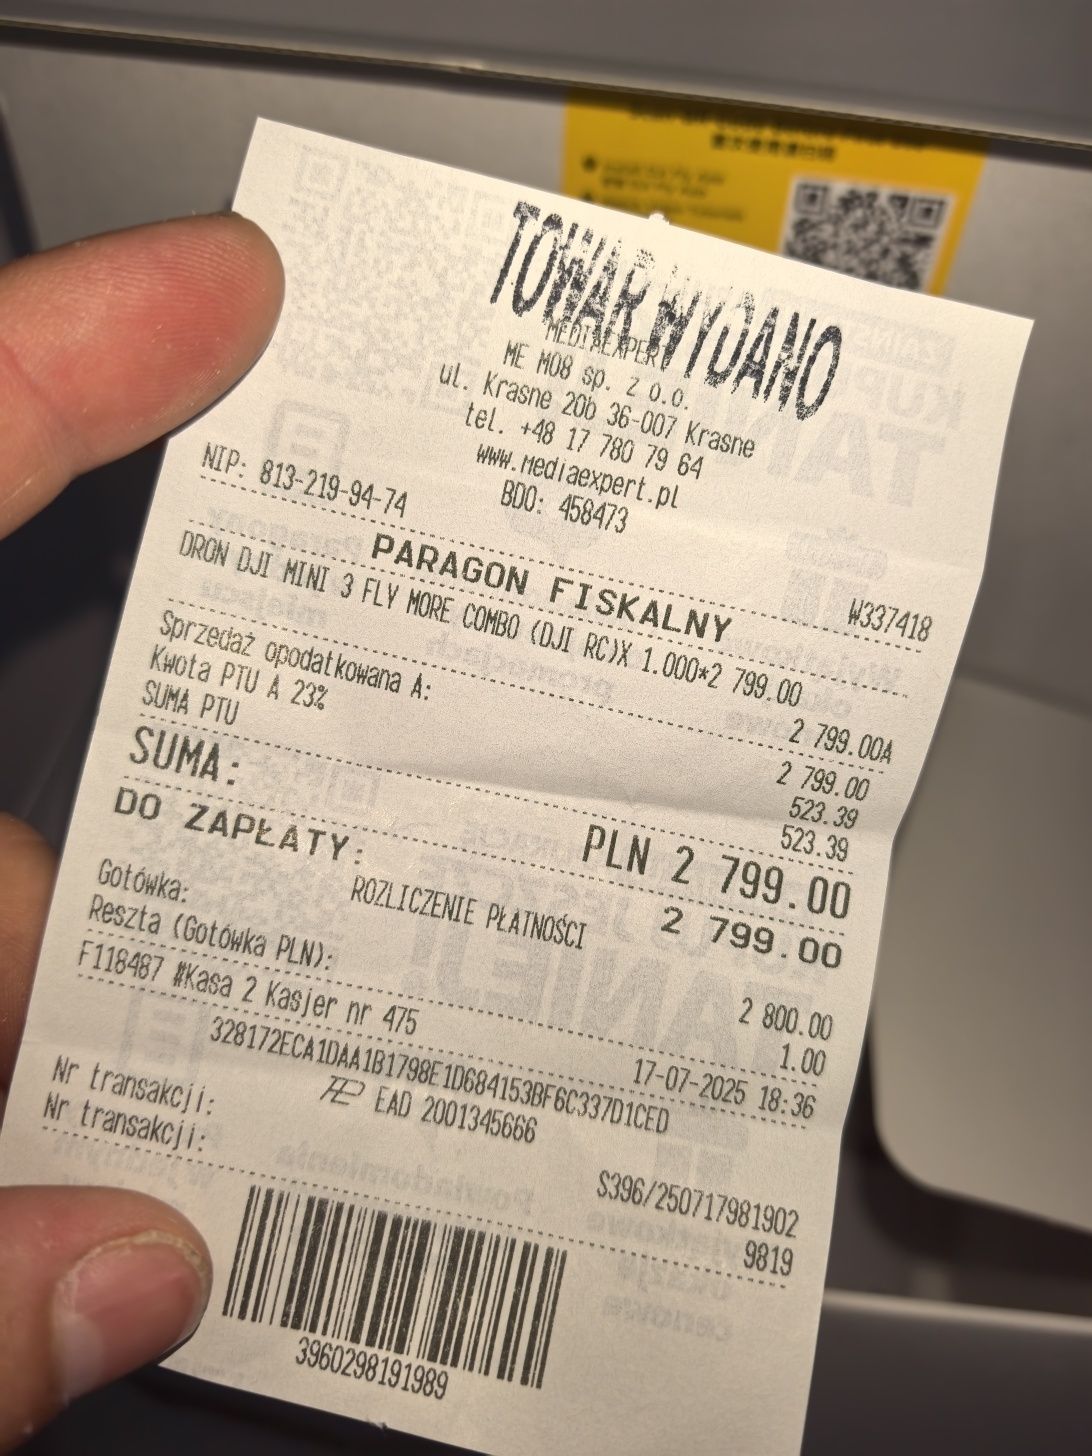 TOWAR WYDANO
MEDIAEXPERT
ME M08 sp. z o.o.
ul. Krasne 20b 36-007 Krasne
tel. +48 17 780 79 64
www.mediaexpert.pl
BDO: 458473
NIP: 813-219-94-74
W337418
PARAGON FISKALNY
DRON DJI MINI 3 FLY MORE COMBO (DJI RC)X 1.000*2 799.00
2 799.00A
Sprzedaż opodatkowana A: 2 799.00
Kwota PTU A 23% 523.39
SUMA PTU 523.39
SUMA: PLN 2 799.00
DO ZAPŁATY: 2 799.00
ROZLICZENIE PŁATNOŚCI
Gotówka: 2 800.00
Reszta (Gotówka PLN): 1.00
F118487 #Kasa 2 Kasjer nr 475 17-07-2025 18:36
328172ECA1DAA1B1798E1D684153BF6C337D1CED
EAD 2001345666
Nr transakcji: S396/250717981902
Nr transakcji: 9819
3960298191989